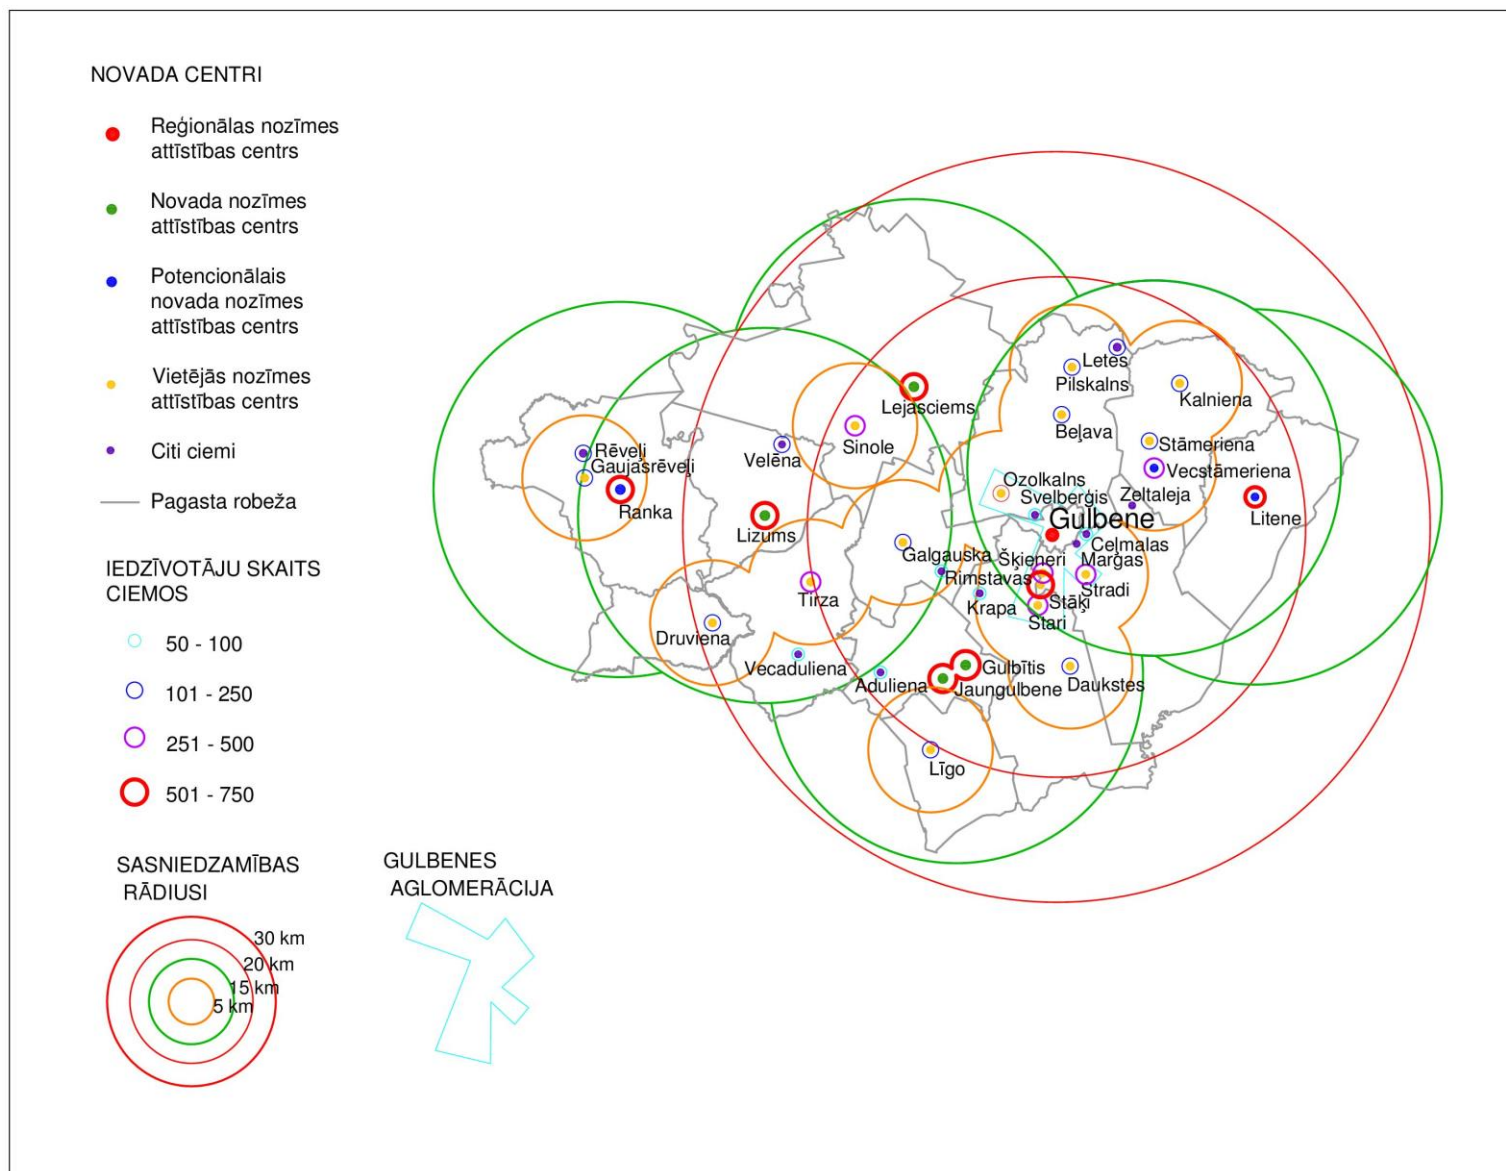 NOVADA CENTRI
Reģionālas nozīmes
attīstības centrs
Novada nozīmes
attīstības centrs
Potencionālais
novada nozīmes
attīstības centrs
Vietējās nozīmes
attīstības centrs
Citi ciemi
Pagasta robeža
IEDZĪVOTĀJU SKAITS
CIEMOS
50 - 100
101 - 250
251 - 500
501 - 750
SASNIEDZAMĪBAS
RĀDIUSI
30 km
20 km
15 km
5 km
GULBENES
AGLOMERĀCIJA
Letes
Pilskalns
Kalniena
Lejasciems
Beļava
Sinole
Stāmeriena
Velēna
Rēveļi
Gaujasrēveļi
Vecstāmeriena
Ozolkalns
Zeltaleja
Svelberģis
Ranka
Litene
Gulbene
Lizums
Ceļmalas
Galgauska
Šķieneri
Margas
Rimstavas
Stradi
Tirza
Krapa
Stāķi
Stari
Druviena
Vecaduliena
Gulbītis
Aduliena
Jaungulbene
Daukstes
Līgo